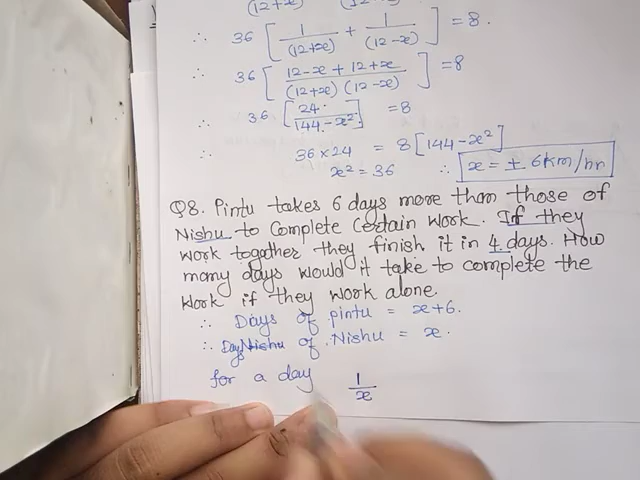 ∴ 36 [ 1/(12+x) + 1/(12-x) ] = 8.
∴ 36 [ 12-x + 12+x / (12+x) (12-x) ] =8
∴ 36 [ 24. / 144-x² ] =8
∴ 36 × 24 = 8 [144-x²]
x² = 36 ∴ x = ± 6km/hr
Q8. Pintu takes 6 days more than those of
Nishu to Complete Certain work. If they
work together they finish it in 4 days. How
many days would it take to complete the
work if they work alone.
∴ Days of pintu = x+6.
∴ Days of Nishu = x.
for a day 1/x